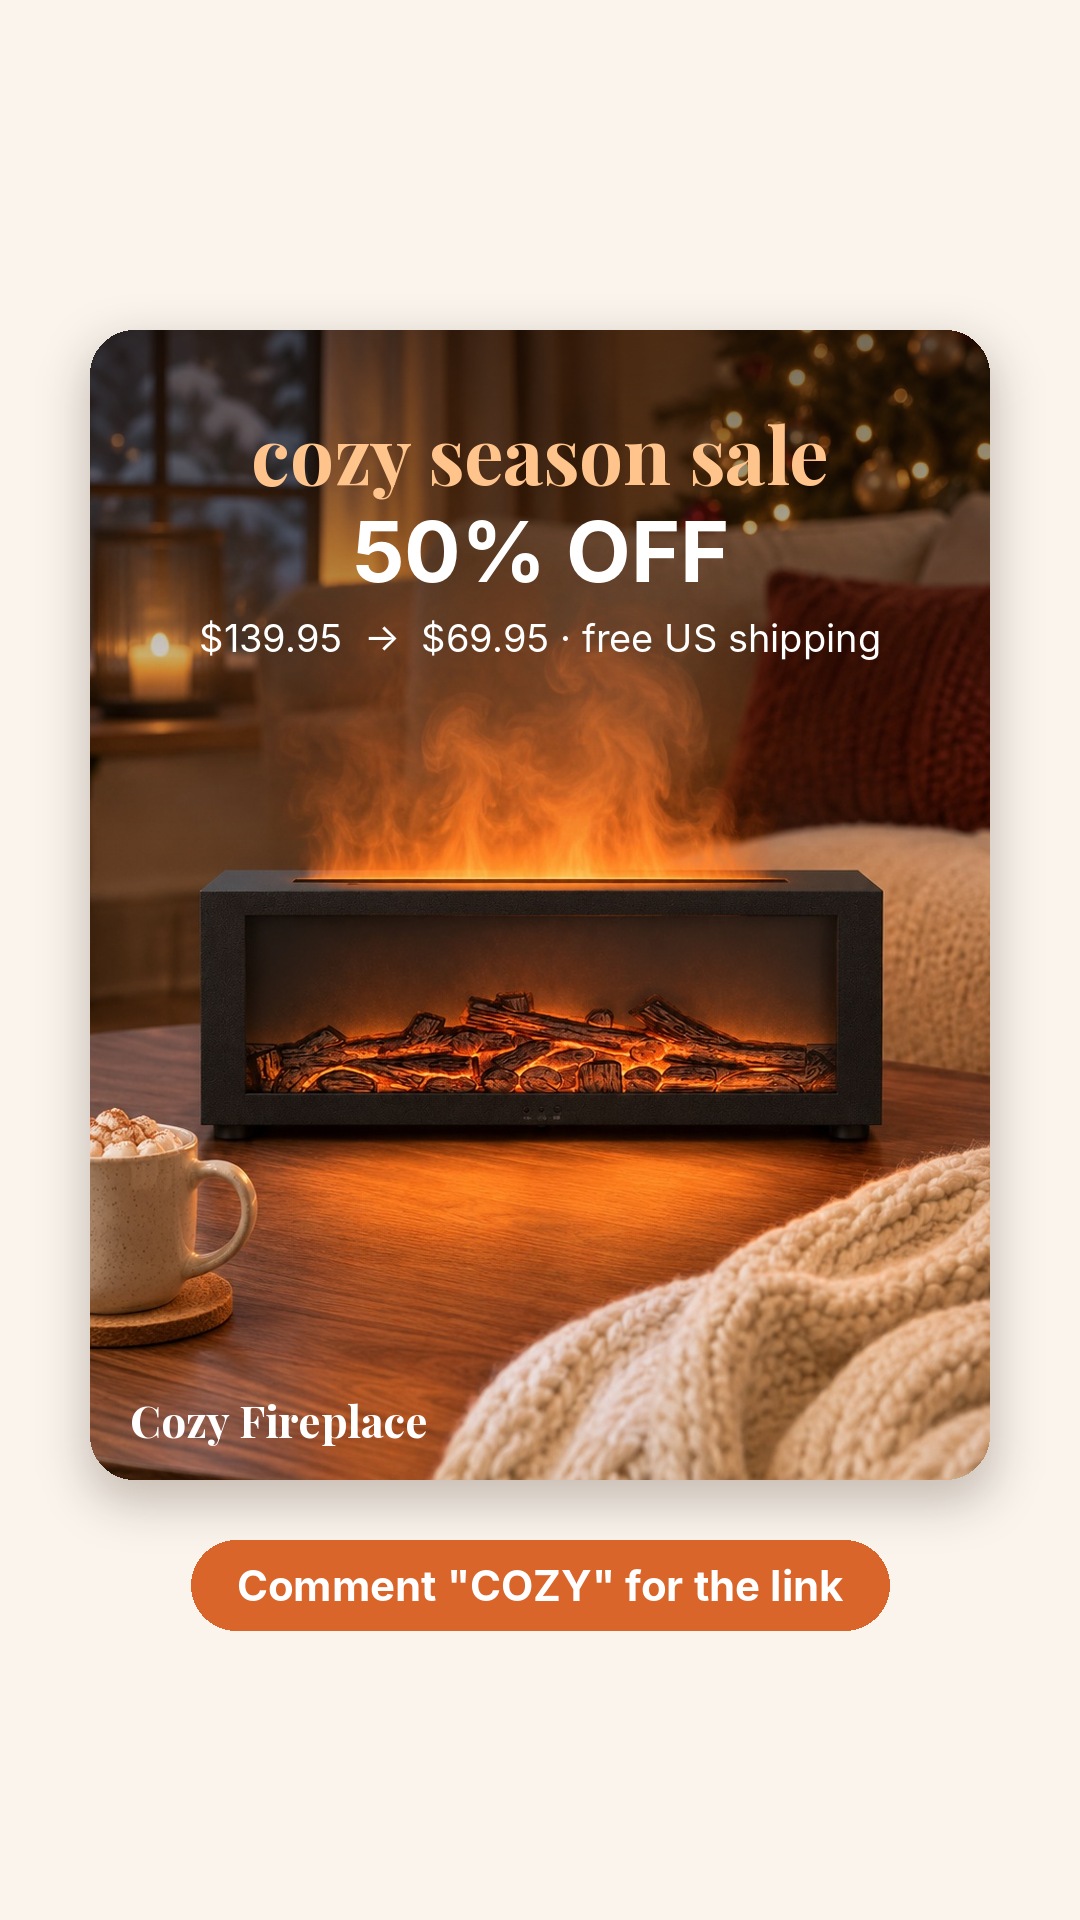 cozy season sale
50% OFF
$139.95 → $69.95 · free US shipping
Cozy Fireplace
Comment "COZY" for the link